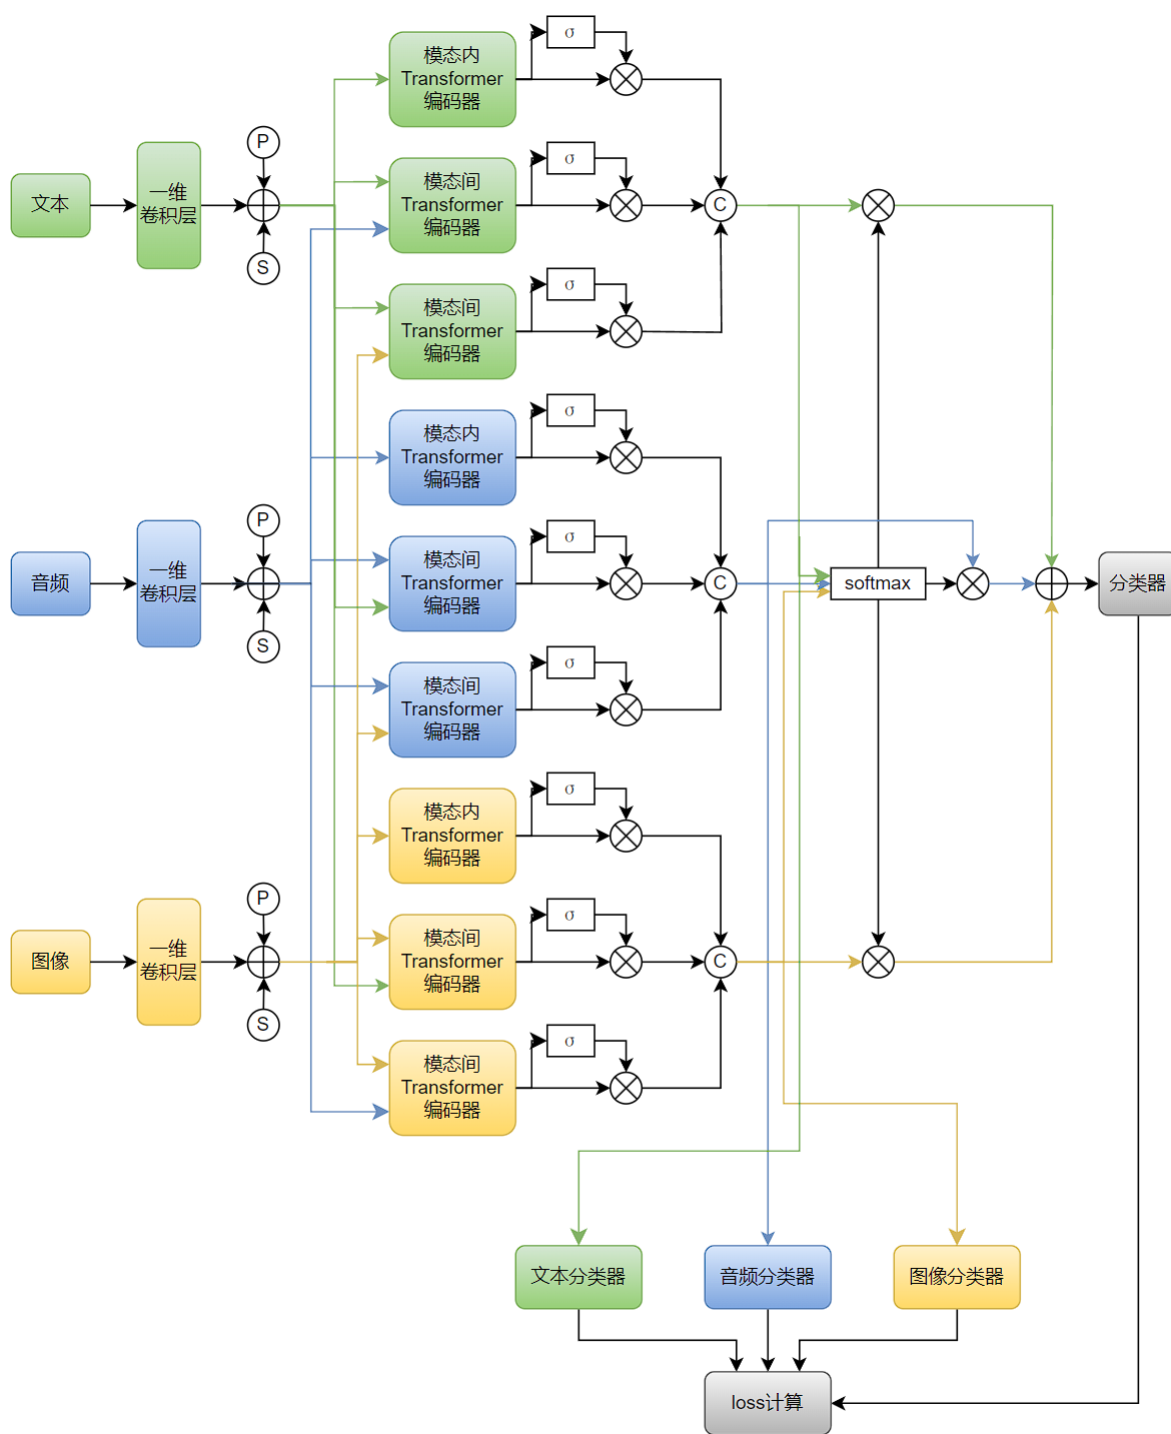 模态内
Transformer
编码器
σ
P
文本
一维
卷积层
S
模态间
Transformer
编码器
σ
C
模态间
Transformer
编码器
σ
模态内
Transformer
编码器
σ
P
音频
一维
卷积层
S
模态间
Transformer
编码器
σ
C
softmax
分类器
模态间
Transformer
编码器
σ
模态内
Transformer
编码器
σ
P
图像
一维
卷积层
S
模态间
Transformer
编码器
σ
C
模态间
Transformer
编码器
σ
文本分类器
音频分类器
图像分类器
loss计算